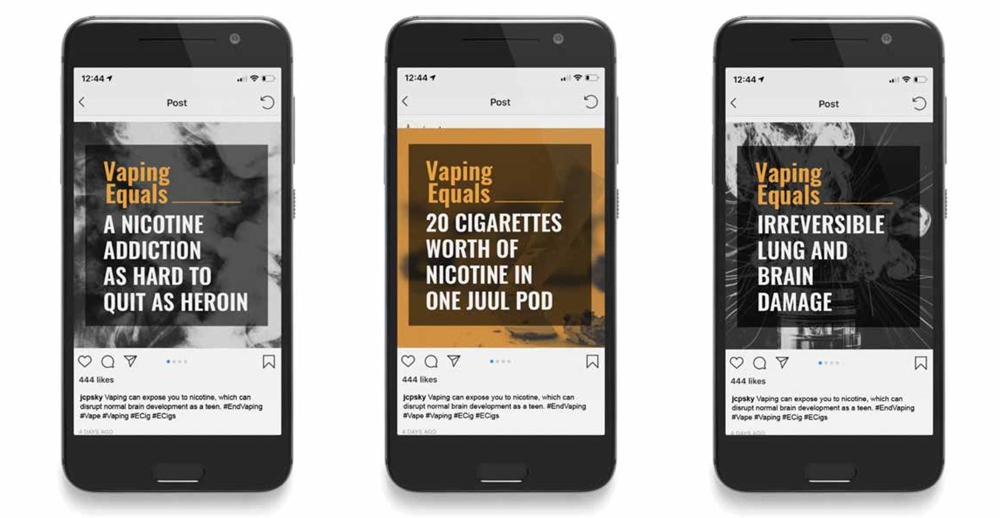 12:44
Post
Vaping
Equals
A NICOTINE
ADDICTION
AS HARD TO
QUIT AS HEROIN
444 likes
jcpsky Vaping can expose you to nicotine, which can
disrupt normal brain development as a teen. #EndVaping
#Vape #Vaping #ECig #ECigs
4 DAYS AGO
12:44
Post
Vaping
Equals
20 CIGARETTES
WORTH OF
NICOTINE IN
ONE JUUL POD
444 likes
jcpsky Vaping can expose you to nicotine, which can
disrupt normal brain development as a teen. #EndVaping
#Vape #Vaping #ECig #ECigs
4 DAYS AGO
12:44
Post
Vaping
Equals
IRREVERSIBLE
LUNG AND
BRAIN
DAMAGE
444 likes
jcpsky Vaping can expose you to nicotine, which can
disrupt normal brain development as a teen. #EndVaping
#Vape #Vaping #ECig #ECigs
4 DAYS AGO